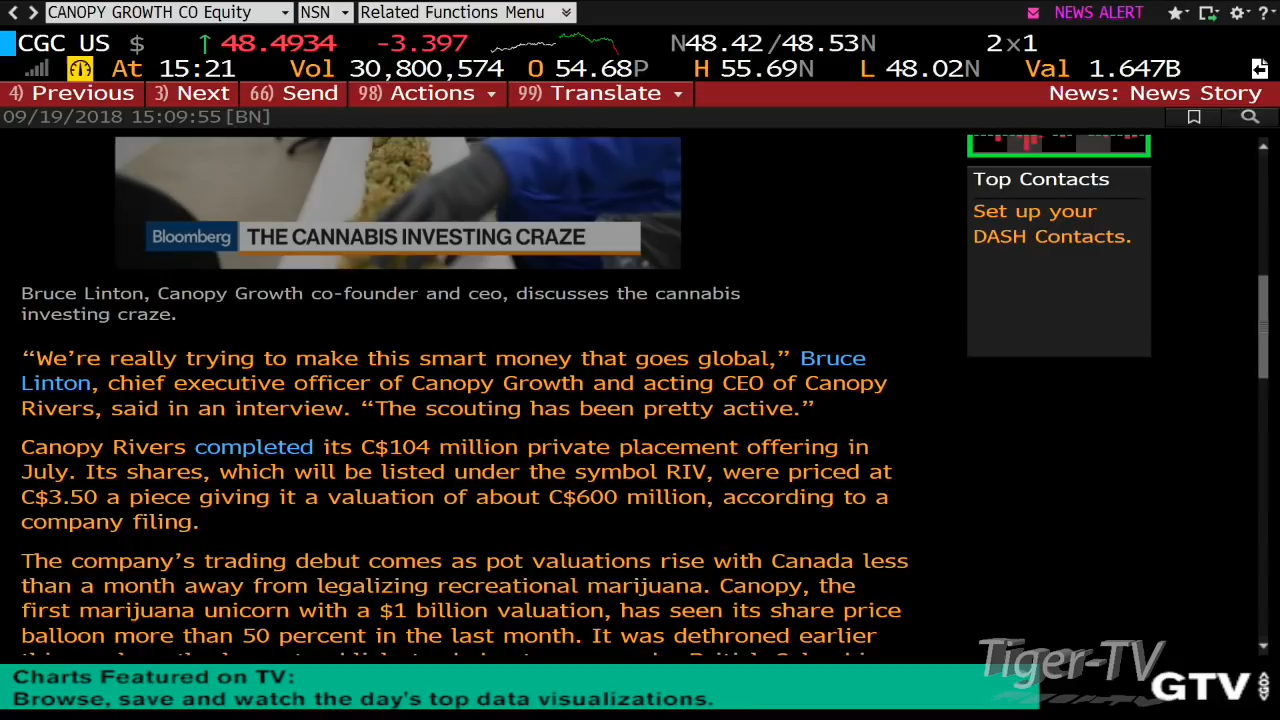 CANOPY GROWTH CO Equity NSN Related Functions Menu NEWS ALERT
CGC US $ ↑ 48.4934 -3.397 N48.42/48.53N 2x1
At 15:21 Vol 30,800,574 O 54.68P H 55.69N L 48.02N Val 1.647B
4) Previous 3) Next 66) Send 98) Actions 99) Translate News: News Story
09/19/2018 15:09:55 [BN]
Bloomberg THE CANNABIS INVESTING CRAZE
Bruce Linton, Canopy Growth co-founder and ceo, discusses the cannabis
investing craze.
“We’re really trying to make this smart money that goes global,” Bruce
Linton, chief executive officer of Canopy Growth and acting CEO of Canopy
Rivers, said in an interview. “The scouting has been pretty active.”
Canopy Rivers completed its C$104 million private placement offering in
July. Its shares, which will be listed under the symbol RIV, were priced at
C$3.50 a piece giving it a valuation of about C$600 million, according to a
company filing.
The company’s trading debut comes as pot valuations rise with Canada less
than a month away from legalizing recreational marijuana. Canopy, the
first marijuana unicorn with a $1 billion valuation, has seen its share price
balloon more than 50 percent in the last month. It was dethroned earlier
Top Contacts
Set up your
DASH Contacts.
Charts Featured on TV:
Browse, save and watch the day's top data visualizations.
Tiger-TV
GTV